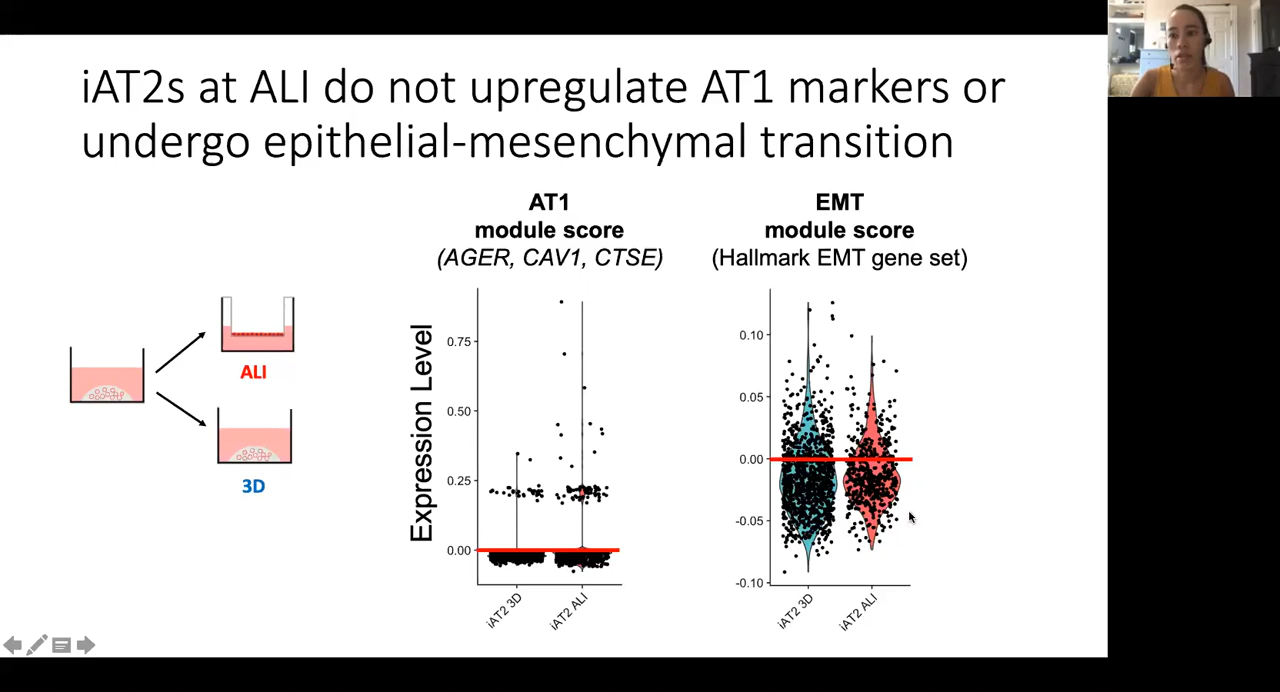 iAT2s at ALI do not upregulate AT1 markers or
undergo epithelial-mesenchymal transition
ALI
3D
AT1
module score
(AGER, CAV1, CTSE)
Expression Level
0.75
0.50
0.25
0.00
iAT2 3D
iAT2 ALI
EMT
module score
(Hallmark EMT gene set)
0.10
0.05
0.00
-0.05
-0.10
iAT2 3D
iAT2 ALI